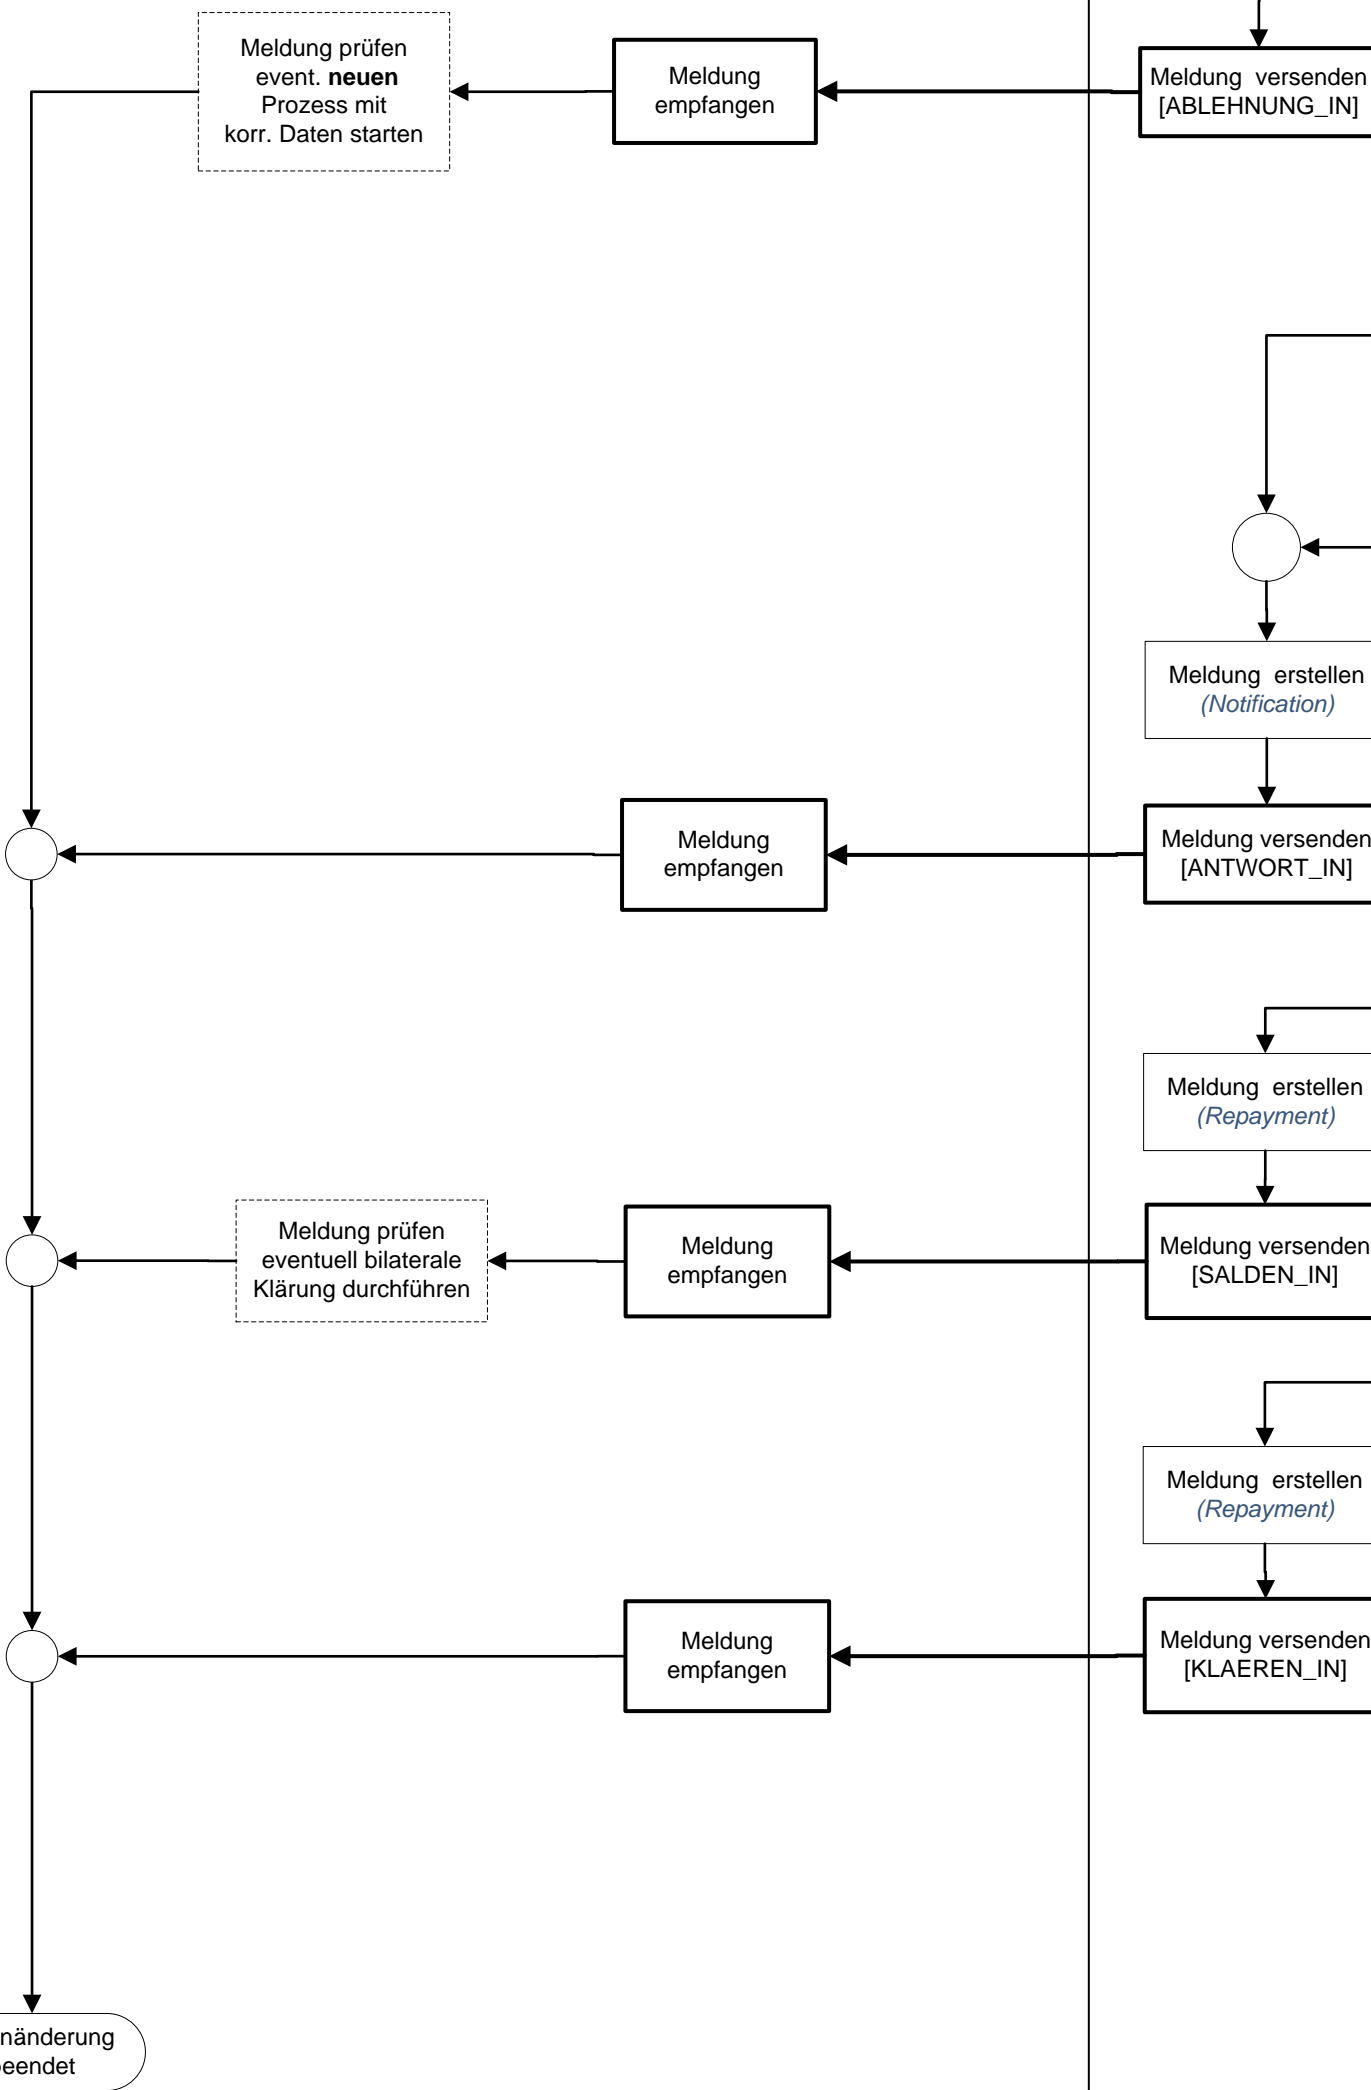 Meldung prüfen
event. neuen
Prozess mit
korr. Daten starten
Meldung
empfangen
Meldung versenden
[ABLEHNUNG_IN]
Meldung erstellen
(Notification)
Meldung
empfangen
Meldung versenden
[ANTWORT_IN]
Meldung erstellen
(Repayment)
Meldung prüfen
eventuell bilaterale
Klärung durchführen
Meldung
empfangen
Meldung versenden
[SALDEN_IN]
Meldung erstellen
(Repayment)
Meldung
empfangen
Meldung versenden
[KLAEREN_IN]
nänderung
eendet